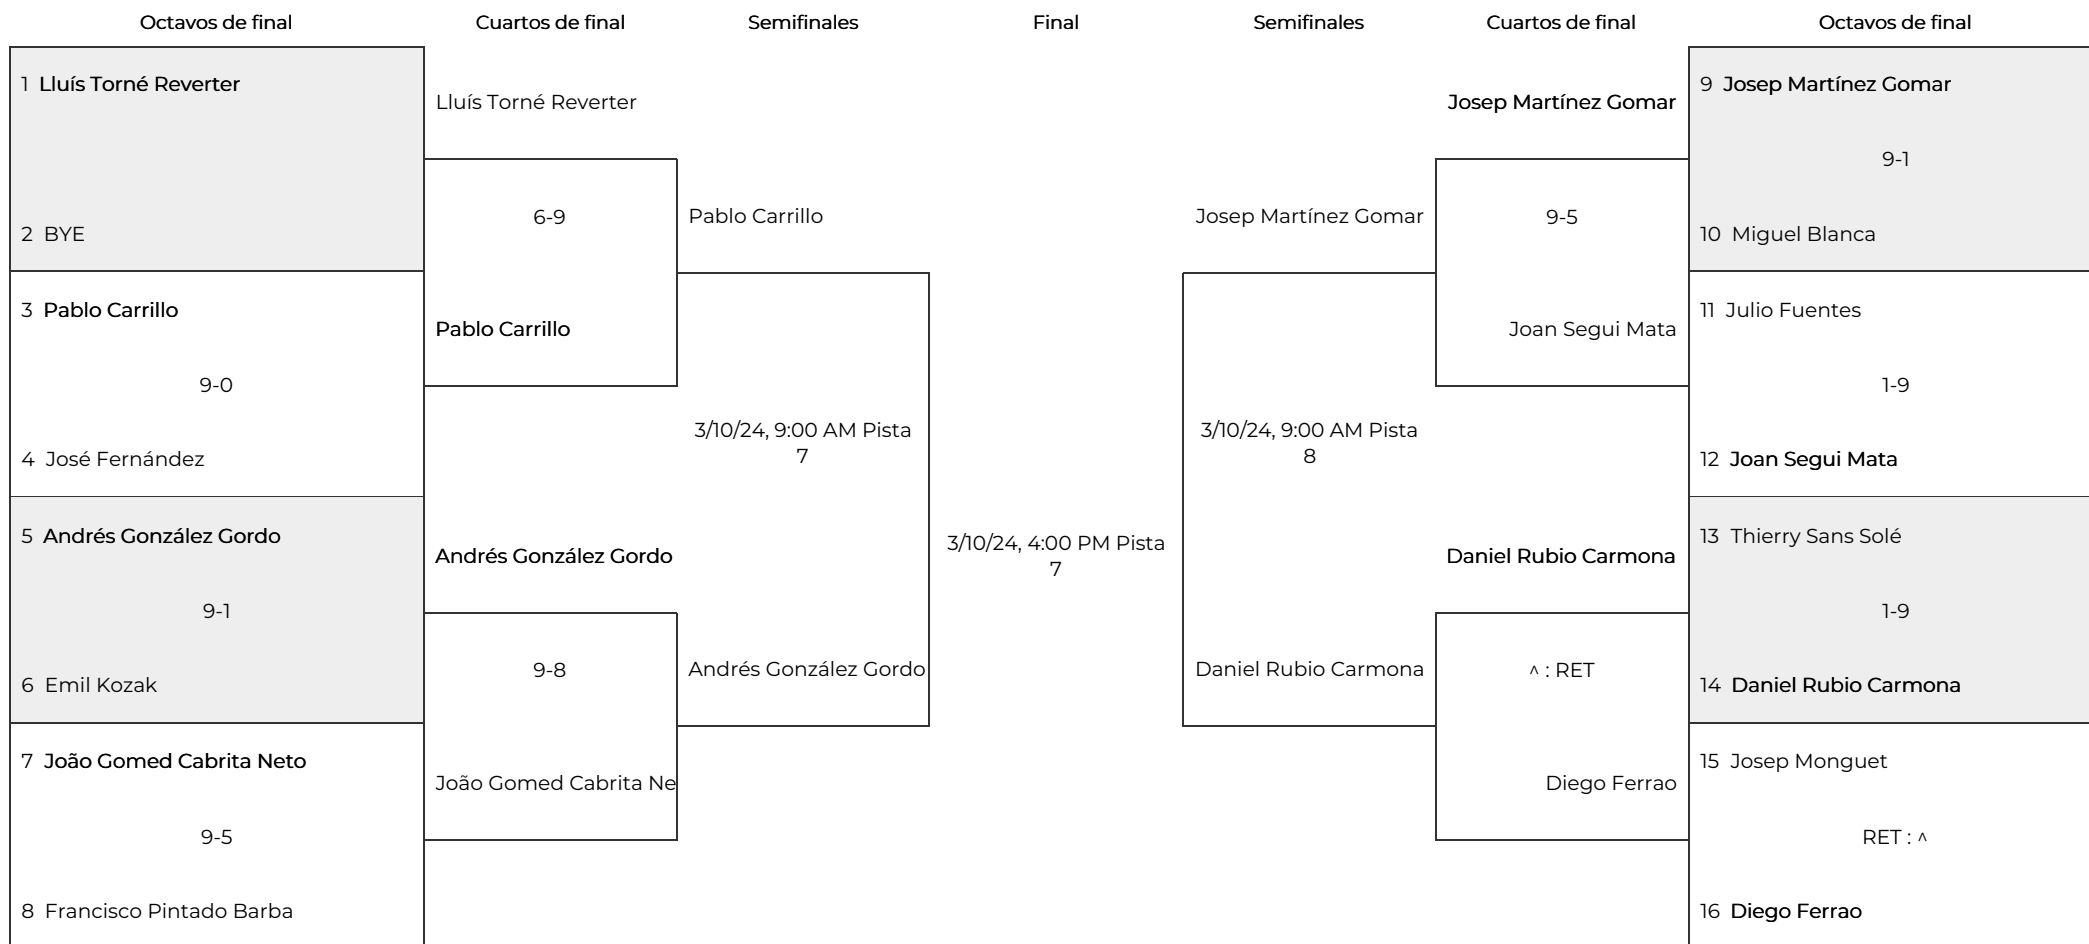 Octavos de final
Cuartos de final
Semifinales
Final
Semifinales
Cuartos de final
Octavos de final
1 Lluís Torné Reverter
2 BYE
3 Pablo Carrillo
9-0
4 José Fernández
5 Andrés González Gordo
9-1
6 Emil Kozak
7 João Gomed Cabrita Neto
9-5
8 Francisco Pintado Barba
Lluís Torné Reverter
6-9
Pablo Carrillo
Andrés González Gordo
9-8
João Gomed Cabrita Ne
Pablo Carrillo
3/10/24, 9:00 AM Pista
7
Andrés González Gordo
3/10/24, 4:00 PM Pista
7
Josep Martínez Gomar
3/10/24, 9:00 AM Pista
8
Daniel Rubio Carmona
Josep Martínez Gomar
9-5
Joan Segui Mata
Daniel Rubio Carmona
^ : RET
Diego Ferrao
9 Josep Martínez Gomar
9-1
10 Miguel Blanca
11 Julio Fuentes
1-9
12 Joan Segui Mata
13 Thierry Sans Solé
1-9
14 Daniel Rubio Carmona
15 Josep Monguet
RET : ^
16 Diego Ferrao